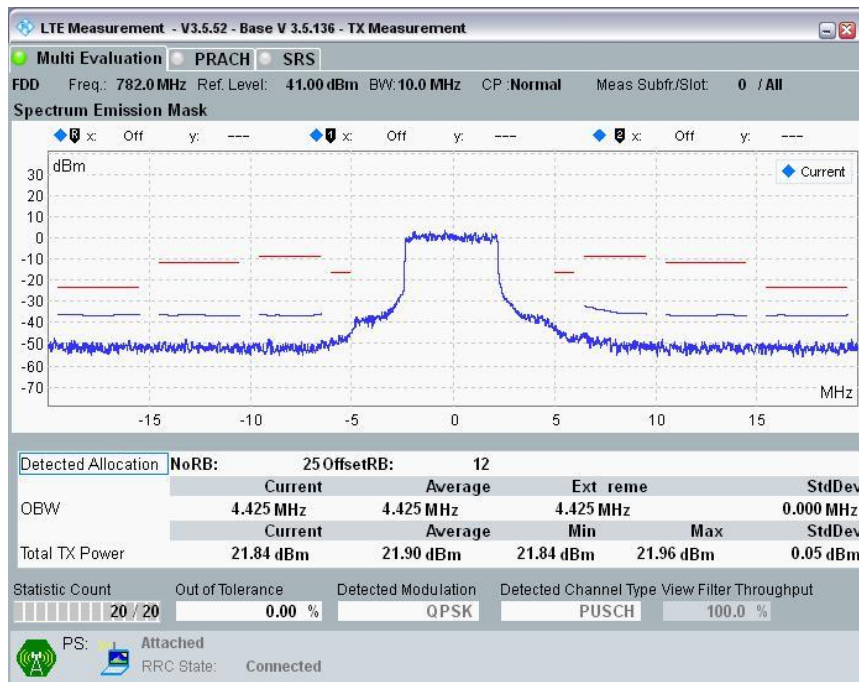 LTE Measurement - V3.5.52 - Base V 3.5.136 - TX Measurement
Multi Evaluation PRACH SRS
FDD Freq.: 782.0 MHz Ref. Level: 41.00 dBm BW: 10.0 MHz CP :Normal Meas Subfr./Slot: 0 / All
Spectrum Emission Mask
R x: Off y: --- 1 x: Off y: --- 2 x: Off y: ---
dBm
Current
30
20
10
0
-10
-20
-30
-40
-50
-60
-70
MHz
-15 -10 -5 0 5 10 15
Detected Allocation NoRB: 25 OffsetRB: 12
Current Average Ext reme StdDev
OBW 4.425 MHz 4.425 MHz 4.425 MHz 0.000 MHz
Current Average Min Max StdDev
Total TX Power 21.84 dBm 21.90 dBm 21.84 dBm 21.96 dBm 0.05 dBm
Statistic Count Out of Tolerance Detected Modulation Detected Channel Type View Filter Throughput
20 / 20 0.00 % QPSK PUSCH 100.0 %
PS: Attached
RRC State: Connected